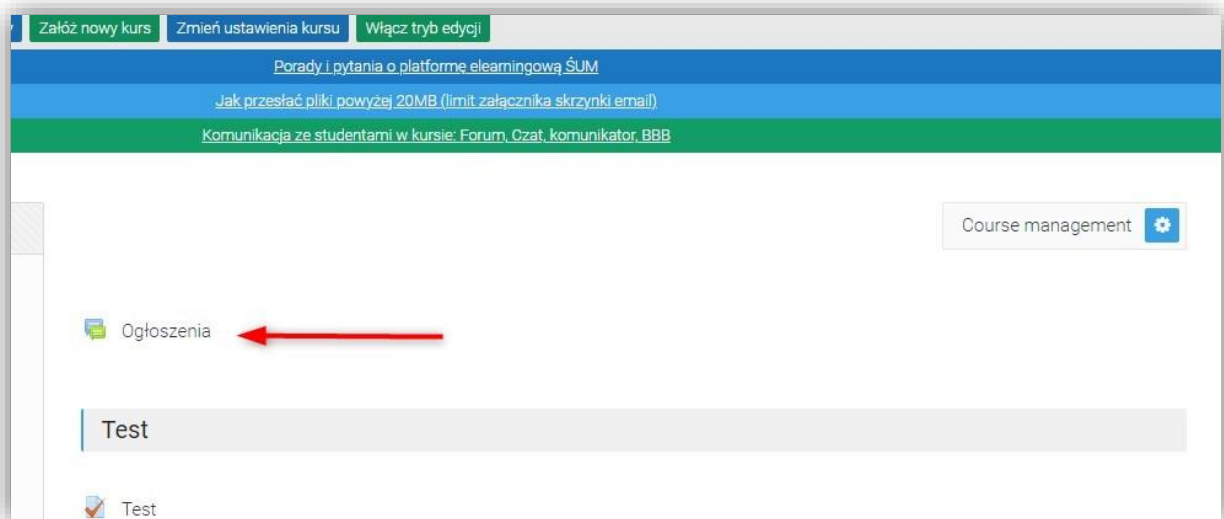 Załóż nowy kurs Zmień ustawienia kursu Włącz tryb edycji
Porady i pytania o platformę elearningową ŚUM
Jak przesłać pliki powyżej 20MB (limit załącznika skrzynki email)
Komunikacja ze studentami w kursie: Forum, Czat, komunikator, BBB
Course management
Ogłoszenia
Test
Test